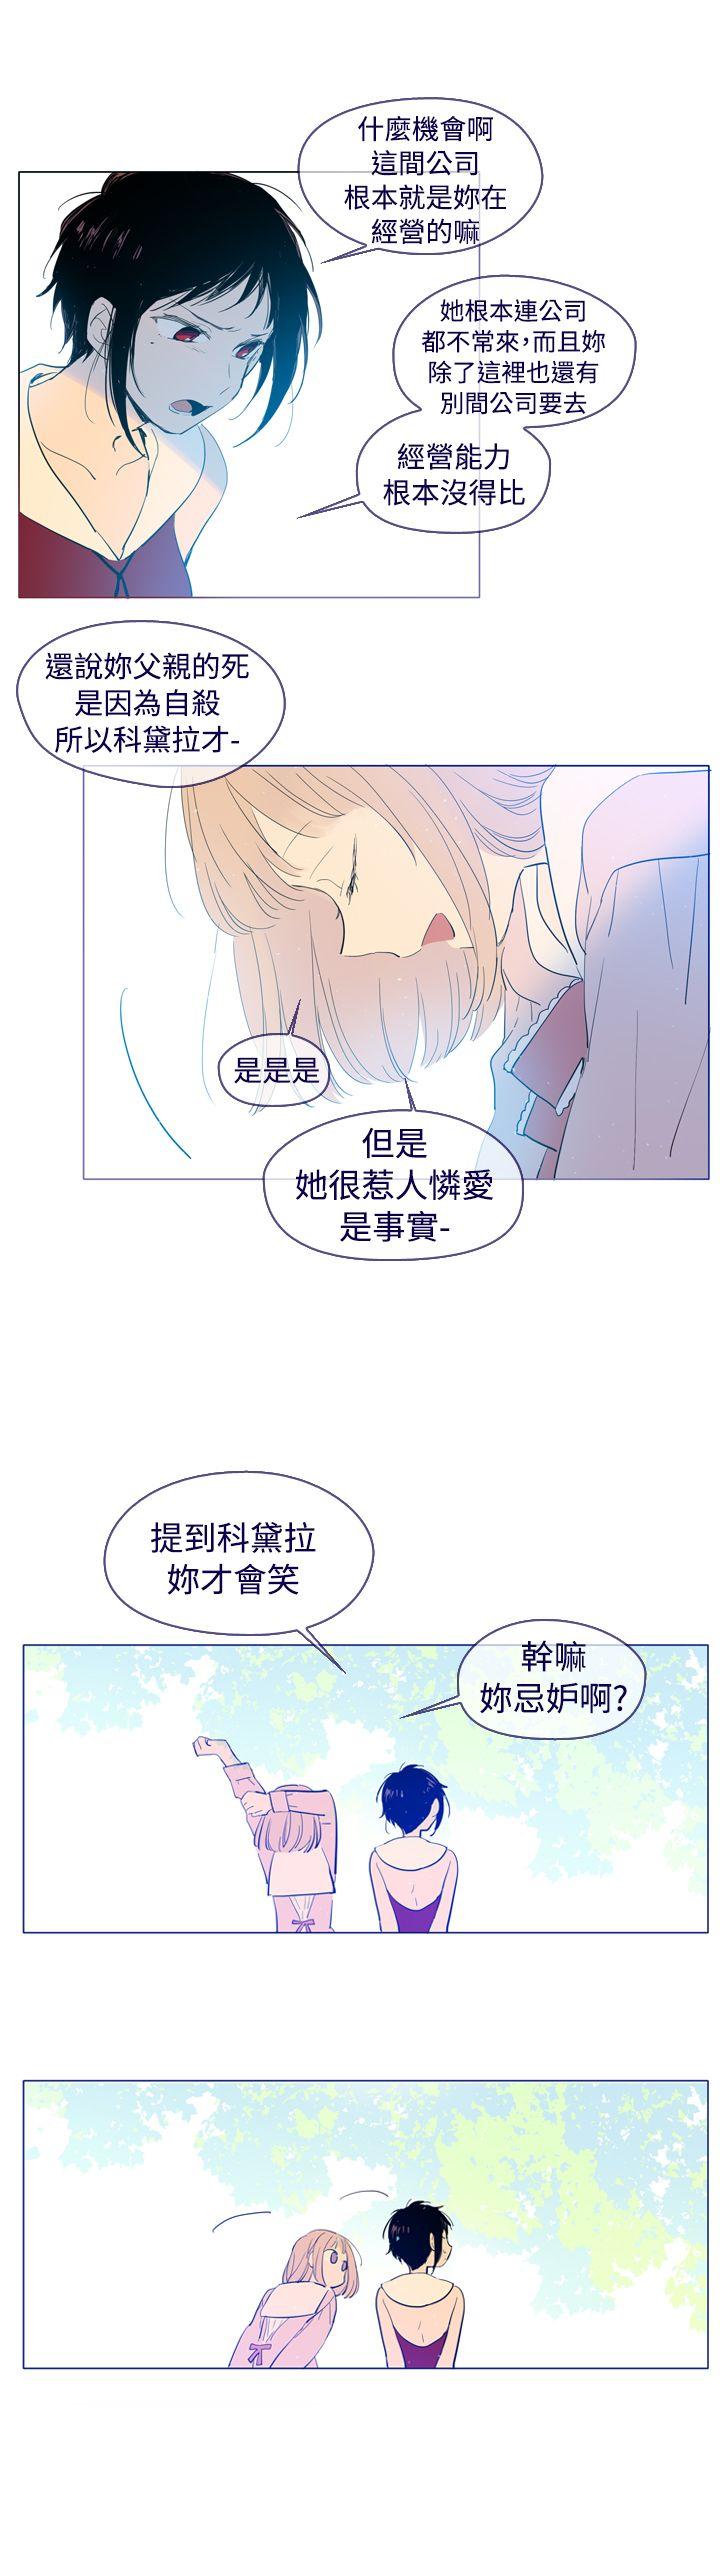 什麼機會啊
這間公司
根本就是妳在
經營的嘛
她根本連公司
都不常來，而且妳
除了這裡也還有
別間公司要去
經營能力
根本沒得比
還說妳父親的死
是因為自殺
所以科黛拉才-
是是是
但是
她很惹人憐愛
是事實-
提到科黛拉
妳才會笑
幹嘛
妳忌妒啊?